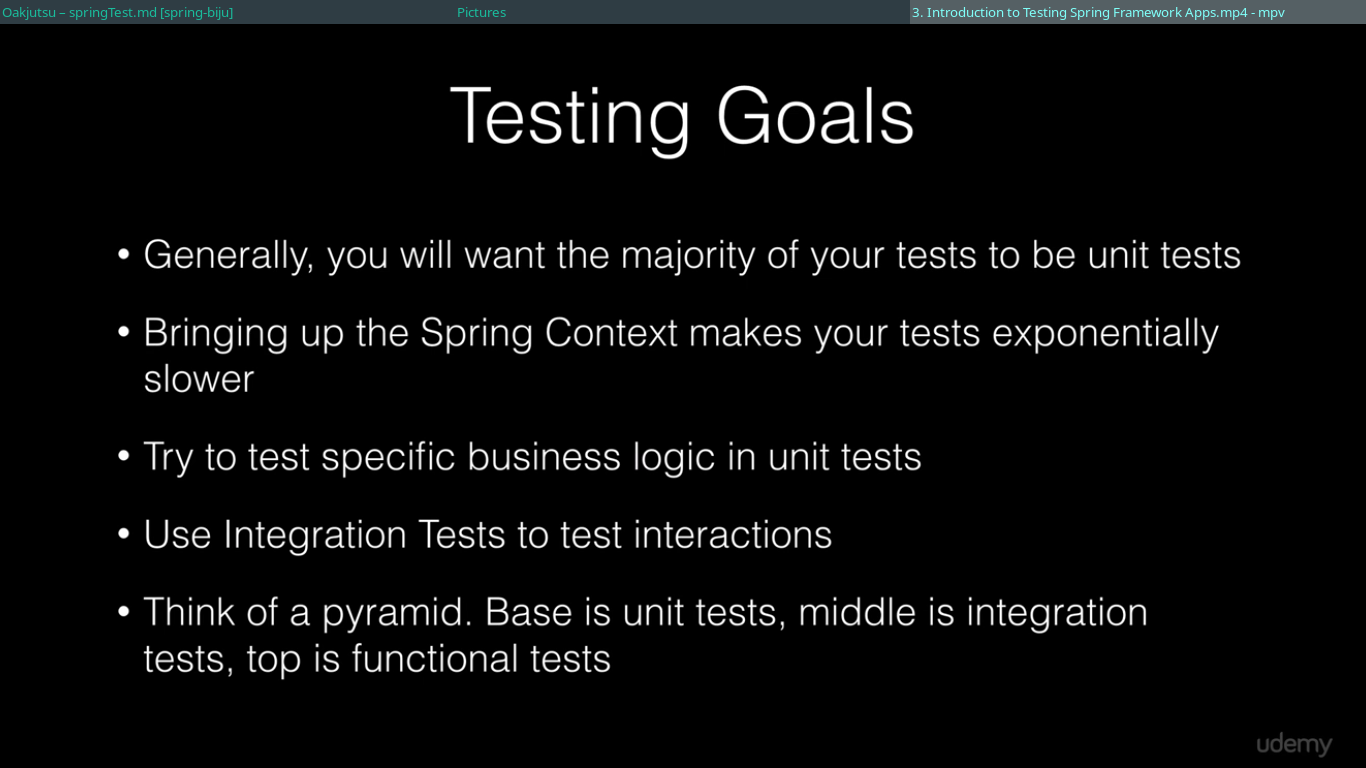 Oakjutsu – springTest.md [spring-biju]
Pictures
3. Introduction to Testing Spring Framework Apps.mp4 - mpv
Testing Goals
• Generally, you will want the majority of your tests to be unit tests
• Bringing up the Spring Context makes your tests exponentially
slower
• Try to test specific business logic in unit tests
• Use Integration Tests to test interactions
• Think of a pyramid. Base is unit tests, middle is integration
tests, top is functional tests
udemy